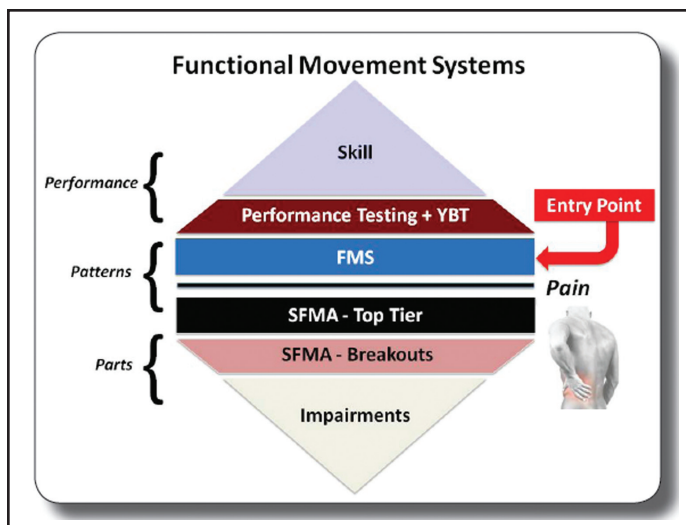 Functional Movement Systems
Skill
Performance
Performance Testing + YBT
Entry Point
FMS
Patterns
Pain
SFMA - Top Tier
SFMA - Breakouts
Parts
Impairments